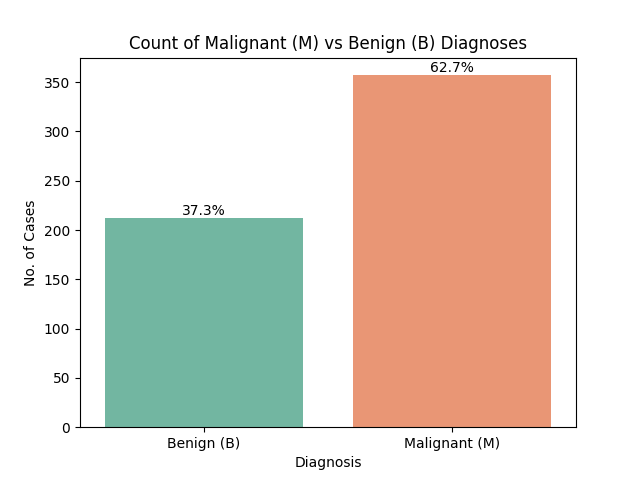 Count of Malignant (M) vs Benign (B) Diagnoses
No. of Cases
350
300
250
200
150
100
50
0
37.3%
62.7%
Benign (B)
Malignant (M)
Diagnosis